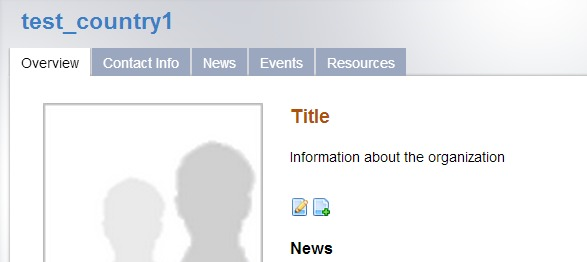 test_country1
Overview Contact Info News Events Resources
Title
Information about the organization
News